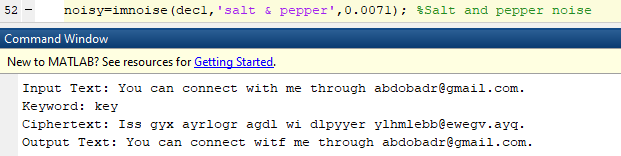 52 – noisy=imnoise(decl,'salt & pepper',0.0071); %Salt and pepper noise
Command Window
New to MATLAB? See resources for Getting Started.
Input Text: You can connect with me through abdobadr@gmail.com.
Keyword: key
Ciphertext: Iss gyx ayrlogr agdl wi dlpyyer ylhmlebb@ewegv.ayq.
Output Text: You can connect witf me through abdobadr@gmail.com.